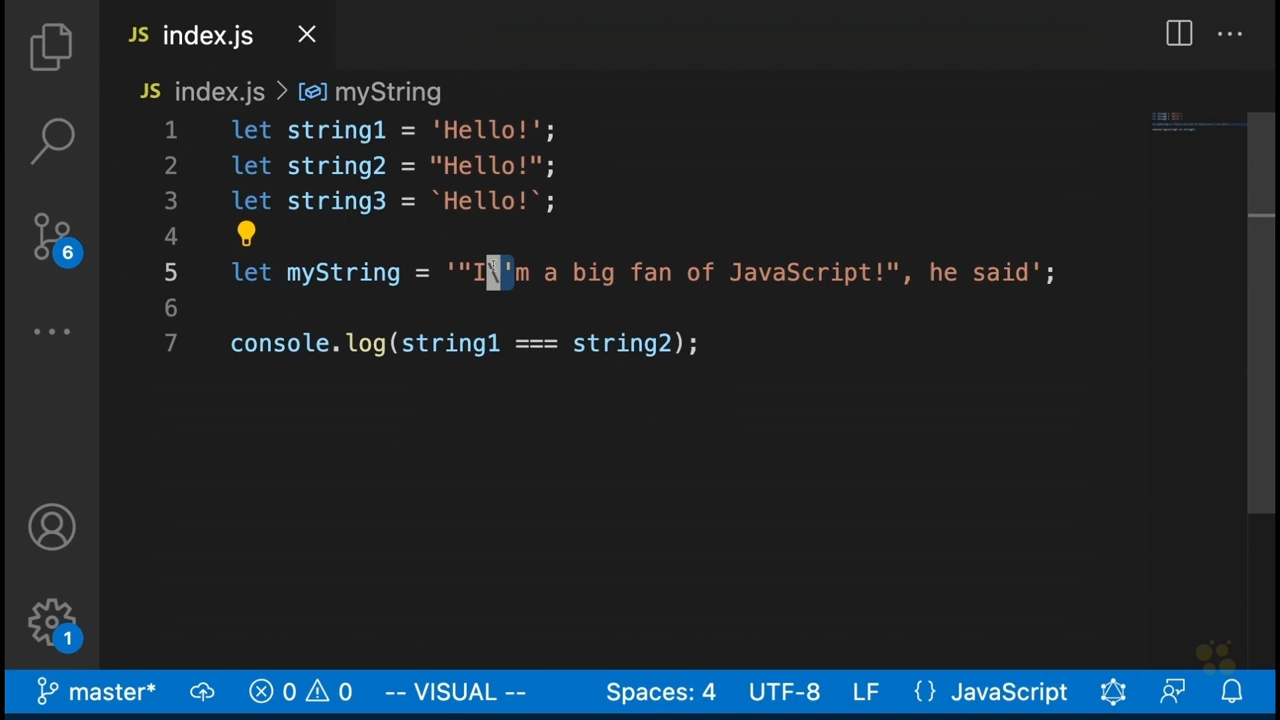 JS index.js
JS index.js > myString
1 let string1 = 'Hello!';
2 let string2 = "Hello!";
3 let string3 = `Hello!`;
4
5 let myString = '"I\'m a big fan of JavaScript!", he said';
6
7 console.log(string1 === string2);
6
1
master* 0 0 -- VISUAL -- Spaces: 4 UTF-8 LF {} JavaScript